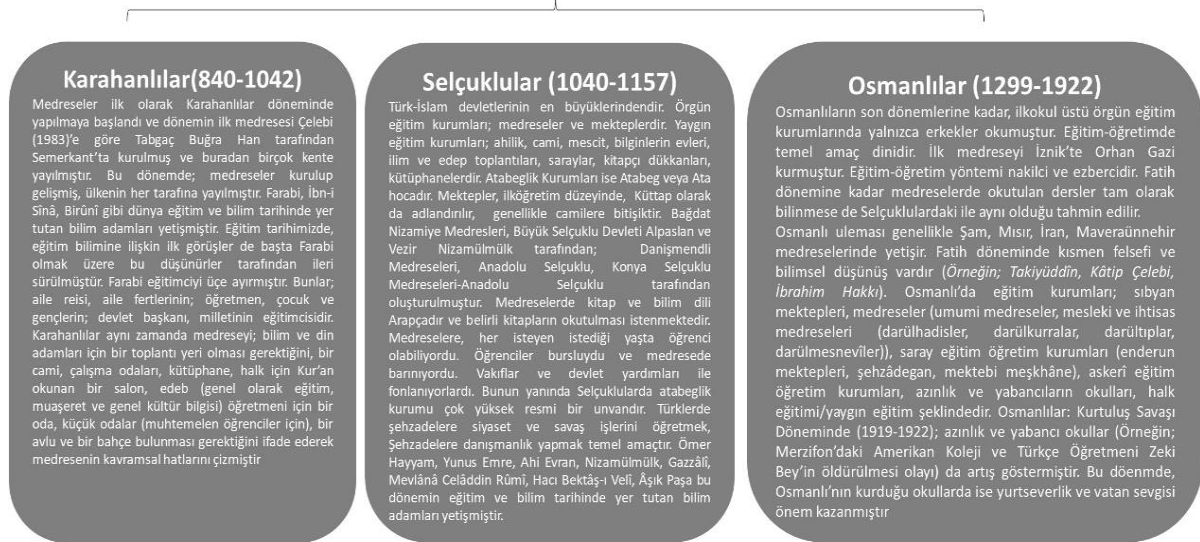 Karahanlılar(840-1042)
Medreseler ilk olarak Karahanlılar döneminde
yapılmaya başlandı ve dönemin ilk medresesi Çelebi
(1983)'e göre Tabgaç Buğra Han tarafından
Semerkant'ta kurulmuş ve buradan birçok kente
yayılmıştır. Bu dönemde; medreseler kurulup
gelişmiş, ülkenin her tarafına yayılmıştır. Farabi, İbn-i
Sînâ, Birûnî gibi dünya eğitim ve bilim tarihinde yer
tutan bilim adamları yetişmiştir. Eğitim tarihimizde,
eğitim bilimine ilişkin ilk görüşler de başta Farabi
olmak üzere bu düşünürler tarafından ileri
sürülmüştür. Farabi eğitimciyi üçe ayırmıştır. Bunlar;
aile reisi, aile fertlerinin; öğretmen, çocuk ve
gençlerin; devlet başkanı, milletinin eğitimcisidir.
Karahanlılar aynı zamanda medreseyi; bilim ve din
adamları için bir toplantı yeri olması gerektiğini, bir
cami, çalışma odaları, kütüphane, halk için Kur'an
okunan bir salon, edeb (genel olarak eğitim,
muaşeret ve genel kültür bilgisi) öğretmeni için bir
oda, küçük odalar (muhtemelen öğrenciler için), bir
avlu ve bir bahçe bulunması gerektiğini ifade ederek
medresenin kavramsal hatlarını çizmiştir
Selçuklular (1040-1157)
Türk-İslam devletlerinin en büyüklerindendir. Örgün
eğitim kurumları; medreseler ve mekteplerdir. Yaygın
eğitim kurumları; ahilik, cami, mescit, bilginlerin evleri,
ilim ve edep toplantıları, saraylar, kitapçı dükkanları,
kütüphanelerdir. Atabeglik Kurumları ise Atabeg veya Ata
hocadır. Mektepler, ilköğretim düzeyinde, Küttap olarak
da adlandırılır, genellikle camilere bitişiktir. Bağdat
Nizamiye Medresleri, Büyük Selçuklu Devleti Alpaslan ve
Vezir Nizamülmülk tarafından; Danişmendli
Medreseleri, Anadolu Selçuklu, Konya Selçuklu
Medreseleri-Anadolu Selçuklu tarafından
oluşturulmuştur. Medreselerde kitap ve bilim dili
Arapçadır ve belirli kitapların okutulması istenmektedir.
Medreselere, her isteyen istediği yaşta öğrenci
olabiliyordu. Öğrenciler bursluydu ve medresede
barınıyordu. Vakıflar ve devlet yardımları ile
fonlanıyorlardı. Bunun yanında Selçuklularda atabeglik
kurumu çok yüksek resmi bir unvandır. Türklerde
şehzadelere siyaset ve savaş işlerini öğretmek,
Şehzadelere danışmanlık yapmak temel amaçtır. Ömer
Hayyam, Yunus Emre, Ahi Evran, Nizamülmülk, Gazzâlî,
Mevlânâ Celâddin Rûmî, Hacı Bektâş-ı Velî, Âşık Paşa bu
dönemin eğitim ve bilim tarihinde yer tutan bilim
adamları yetişmiştir.
Osmanlılar (1299-1922)
Osmanlıların son dönemlerine kadar, ilkokul üstü örgün eğitim
kurumlarında yalnızca erkekler okumuştur. Eğitim-öğretimde
temel amaç dinidir. İlk medreseyi İznik'te Orhan Gazi
kurmuştur. Eğitim-öğretim yöntemi nakilci ve ezbercidir. Fatih
dönemine kadar medreselerde okutulan dersler tam olarak
bilinmese de Selçuklulardaki ile aynı olduğu tahmin edilir.
Osmanlı uleması genellikle Şam, Mısır, İran, Maveraünnehir
medreselerinde yetişir. Fatih döneminde kısmen felsefi ve
bilimsel düşünüş vardır (Örneğin; Takiyüddîn, Kâtip Çelebi,
İbrahim Hakkı). Osmanlı'da eğitim kurumları; sıbyan
mektepleri, medreseler (umumi medreseler, mesleki ve ihtisas
medreseleri (darülhadisler, darülkurralar, darültıplar,
darülmesnevîler)), saray eğitim öğretim kurumları (enderun
mektepleri, şehzâdegan, mektebi meşkhâne), askerî eğitim
öğretim kurumları, azınlık ve yabancıların okulları, halk
eğitimi/yaygın eğitim şeklindedir. Osmanlılar: Kurtuluş Savaşı
Döneminde (1919-1922); azınlık ve yabancı okullar (Örneğin;
Merzifon'daki Amerikan Koleji ve Türkçe Öğretmeni Zeki
Bey'in öldürülmesi olayı) da artış göstermiştir. Bu döenmde,
Osmanlı'nın kurduğu okullarda ise yurtseverlik ve vatan sevgisi
önem kazanmıştır